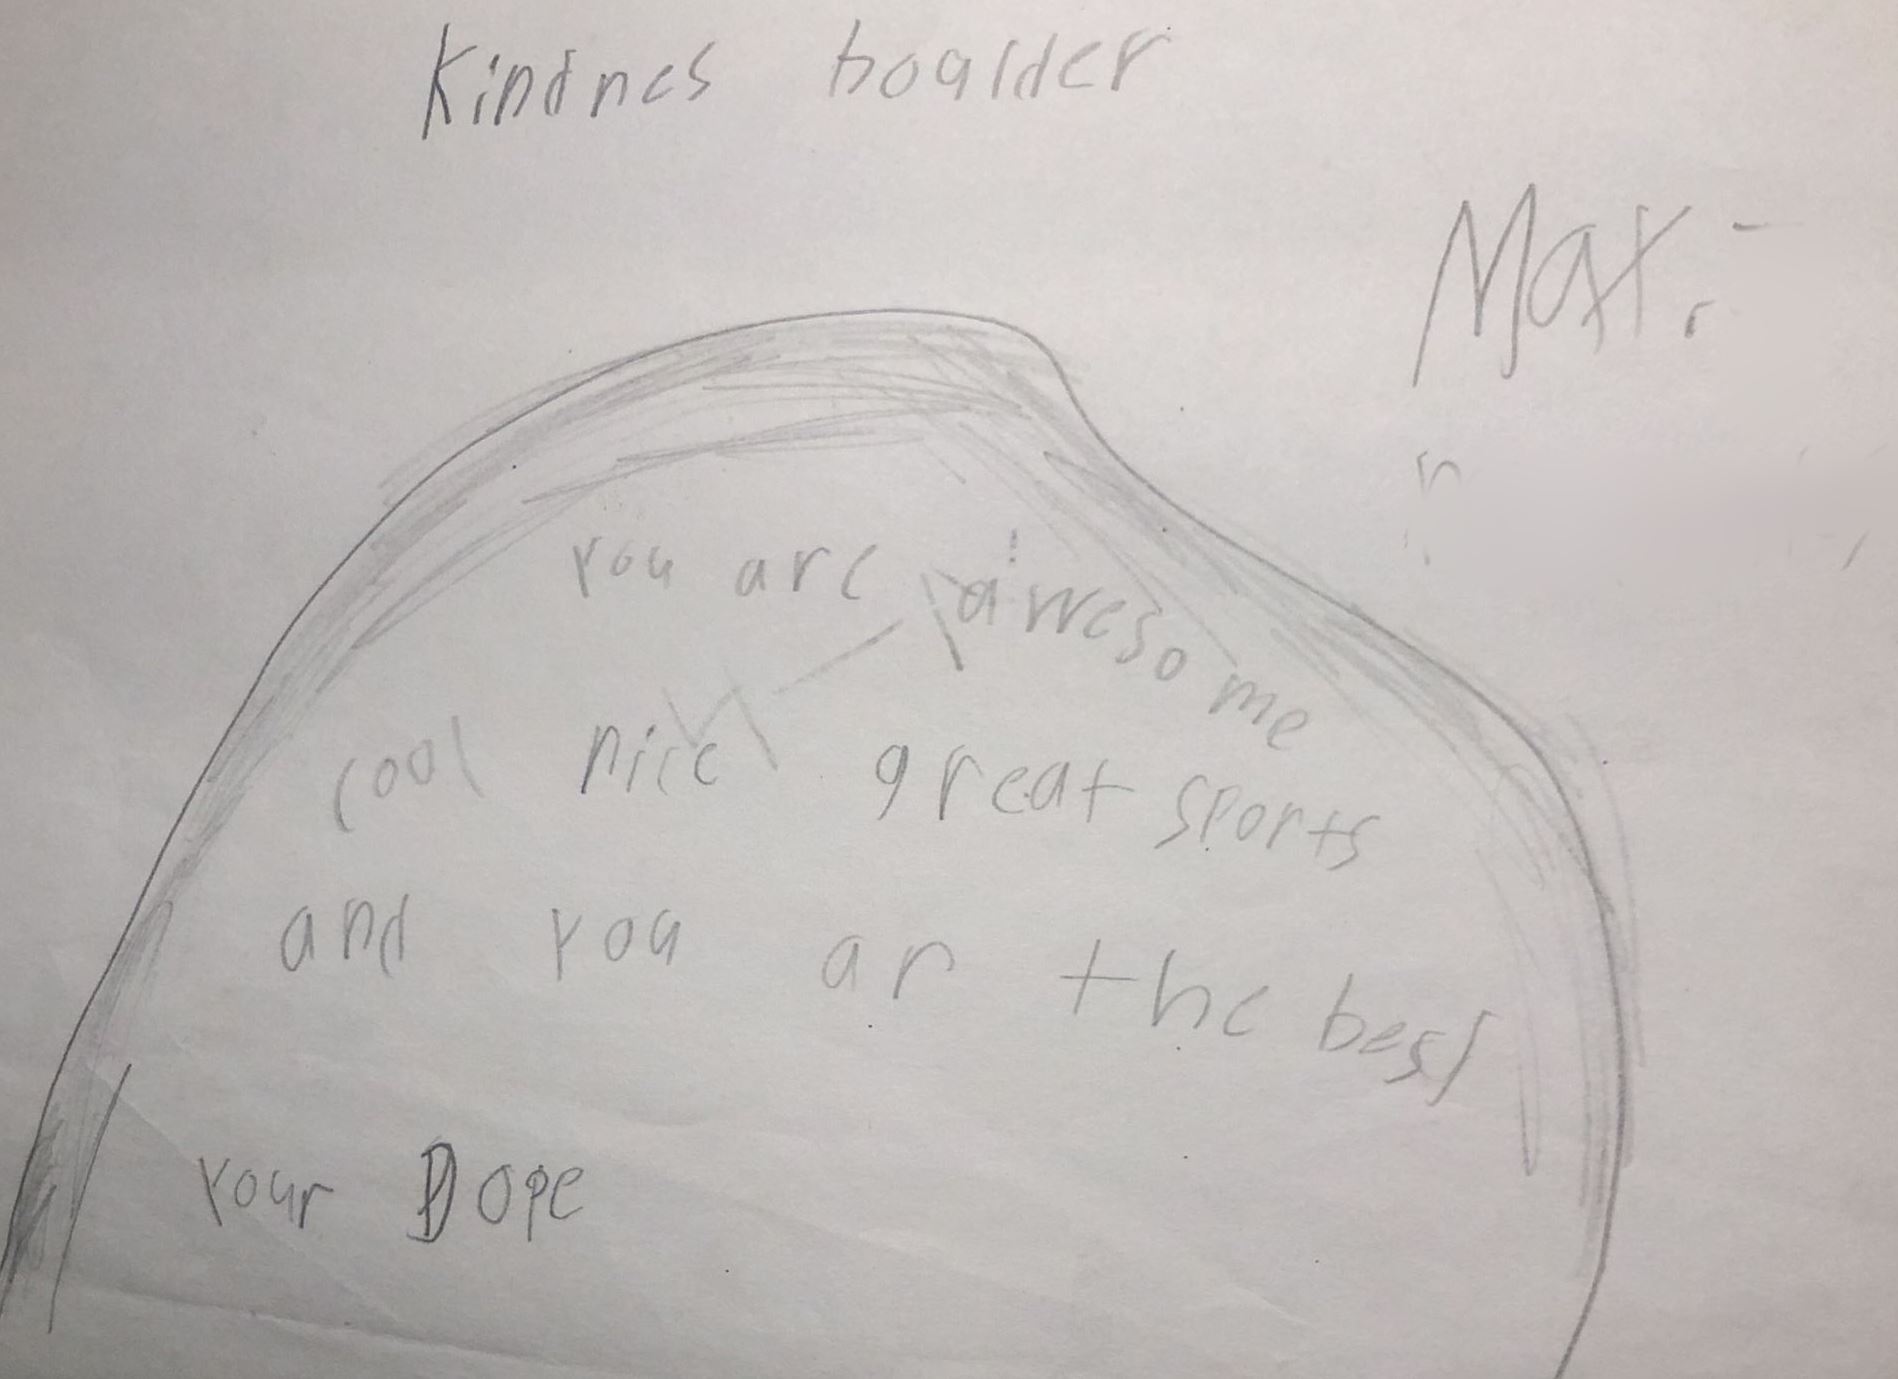 Kindnes boalder
Max.
you are awesome
cool nice great sports
and you ar the best
your Dope